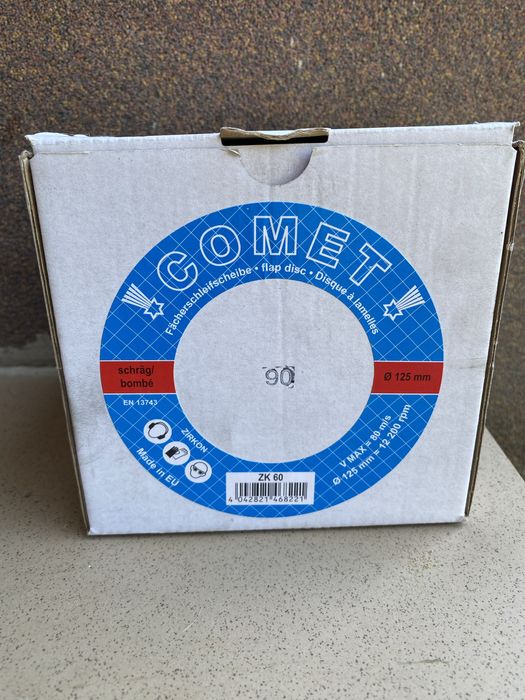 COMET
Fächerschleifscheibe • flap disc • Disque à lamelles
schräg/
bombé
Ø 125 mm
90
EN 13743
ZIRKON
Made in EU
V MAX = 80 m/s
Ø 125 mm = 12 200 rpm
ZK 60
4 042821 468221